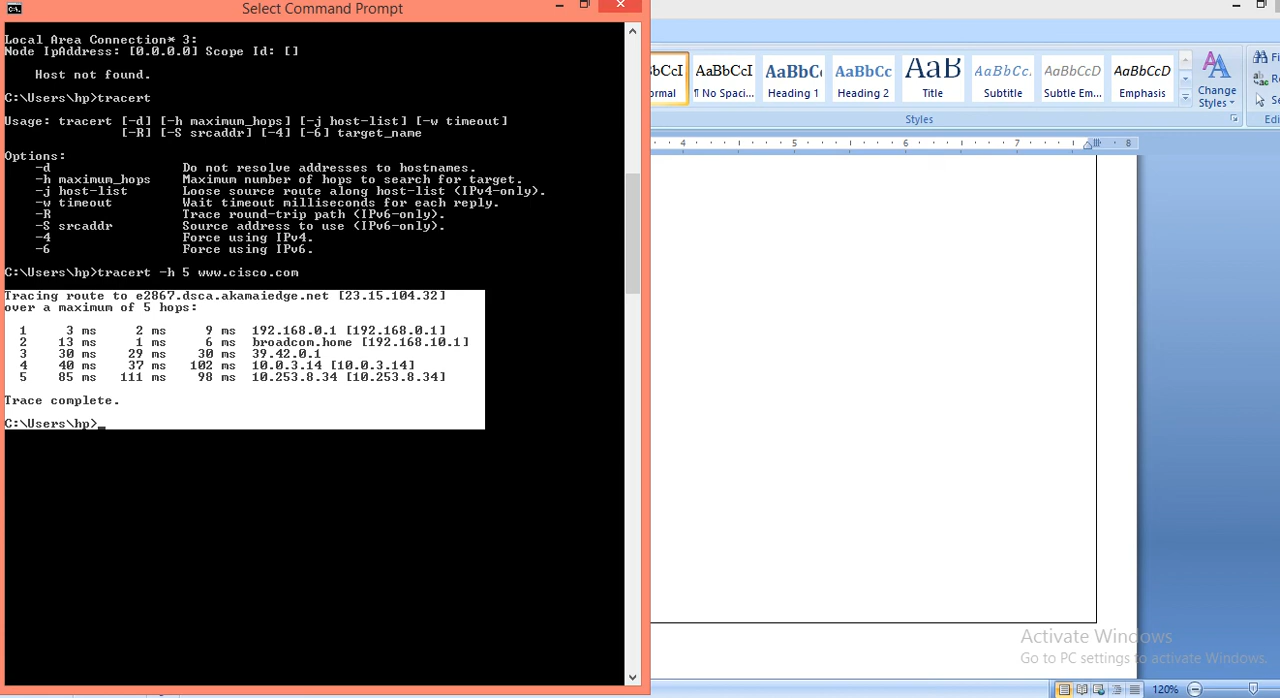 Select Command Prompt
Local Area Connection* 3:
Node IpAddress: [0.0.0.0] Scope Id: []
Host not found.
C:\Users\hp>tracert
Usage: tracert [-d] [-h maximum_hops] [-j host-list] [-w timeout]
[-R] [-S srcaddr] [-4] [-6] target_name
Options:
-d Do not resolve addresses to hostnames.
-h maximum_hops Maximum number of hops to search for target.
-j host-list Loose source route along host-list (IPv4-only).
-w timeout Wait timeout milliseconds for each reply.
-R Trace round-trip path (IPv6-only).
-S srcaddr Source address to use (IPv6-only).
-4 Force using IPv4.
-6 Force using IPv6.
C:\Users\hp>tracert -h 5 www.cisco.com
Tracing route to e2867.dsca.akamaiedge.net [23.15.104.32]
over a maximum of 5 hops:
1 3 ms 2 ms 9 ms 192.168.0.1 [192.168.0.1]
2 13 ms 1 ms 6 ms broadcom.home [192.168.10.1]
3 30 ms 29 ms 30 ms 39.42.0.1
4 40 ms 37 ms 102 ms 10.0.3.14 [10.0.3.14]
5 85 ms 111 ms 98 ms 10.253.8.34 [10.253.8.34]
Trace complete.
C:\Users\hp>_
bCcI AaBbCcI AaBbC AaBbCc AaB AaBbCc. AaBbCcD AaBbCcD
rmal ¶ No Spaci... Heading 1 Heading 2 Title Subtitle Subtle Em... Emphasis
Change
Styles
Fi
Re
Se
Styles
Edi
4 5 6 7 8
Activate Windows
Go to PC settings to activate Windows.
120%